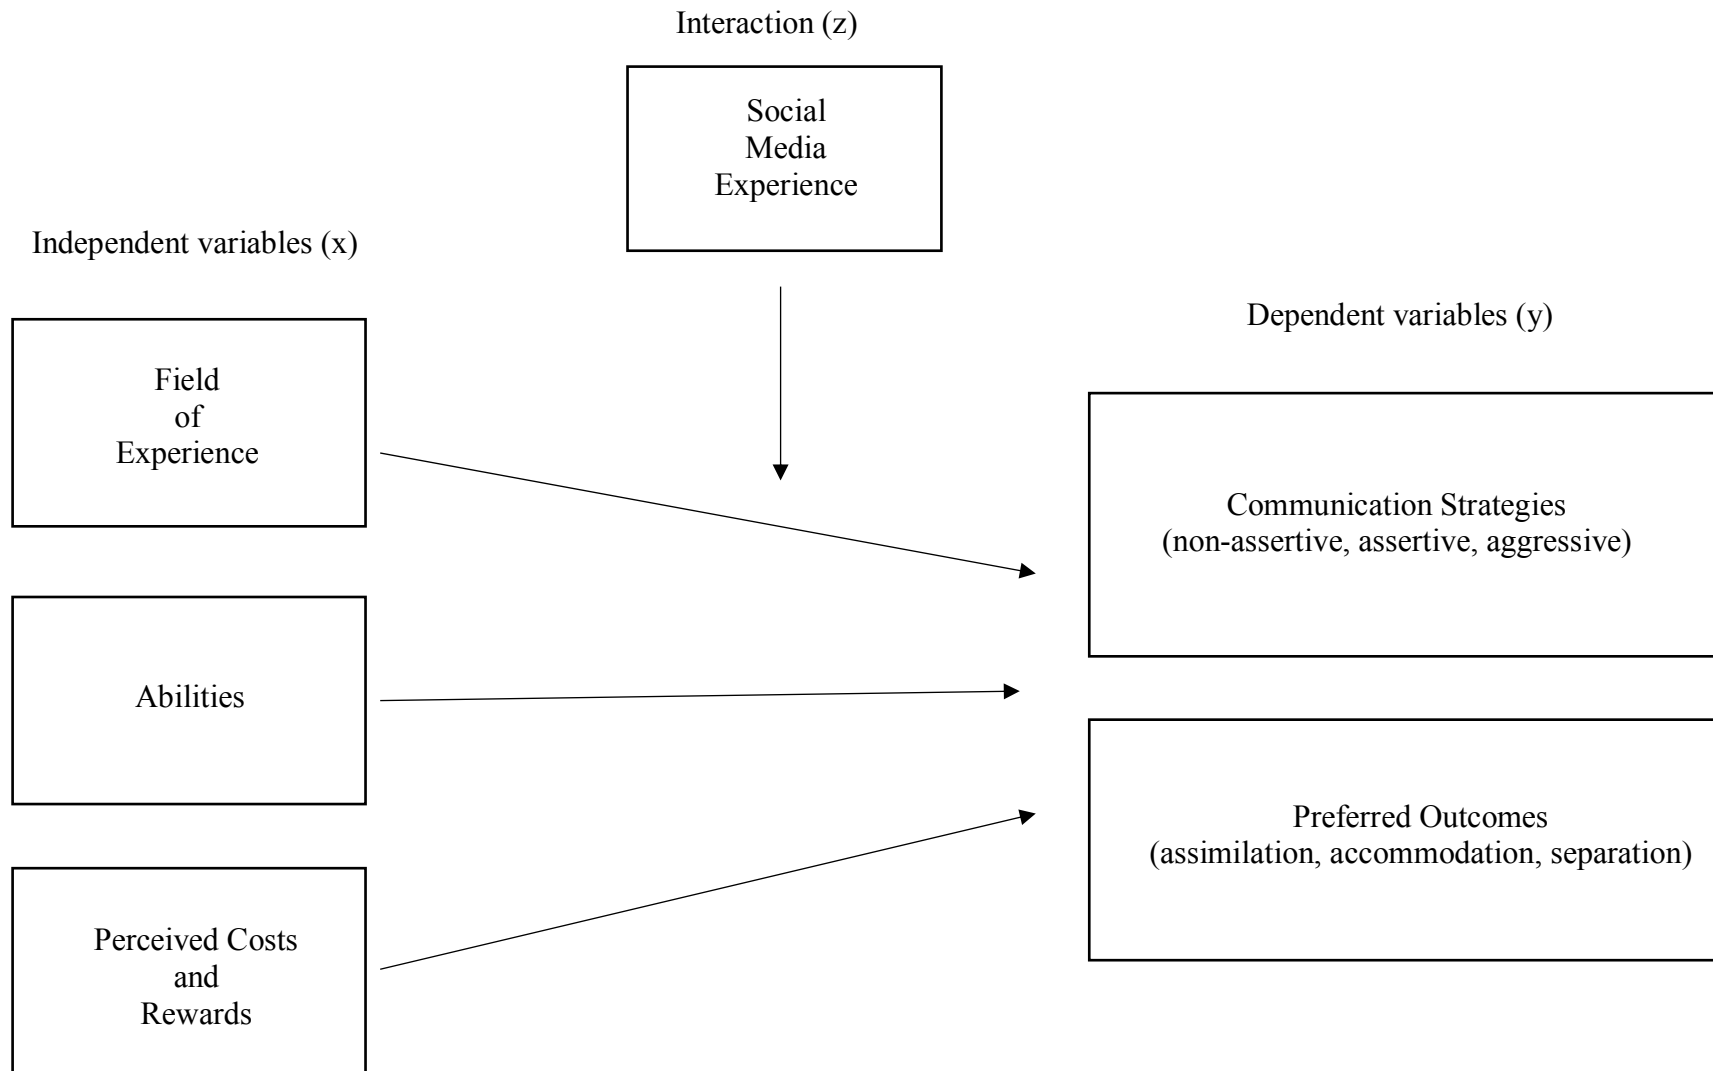 Interaction (z)
Social
Media
Experience
Independent variables (x)
Field
of
Experience
Abilities
Perceived Costs
and
Rewards
Dependent variables (y)
Communication Strategies
(non-assertive, assertive, aggressive)
Preferred Outcomes
(assimilation, accommodation, separation)